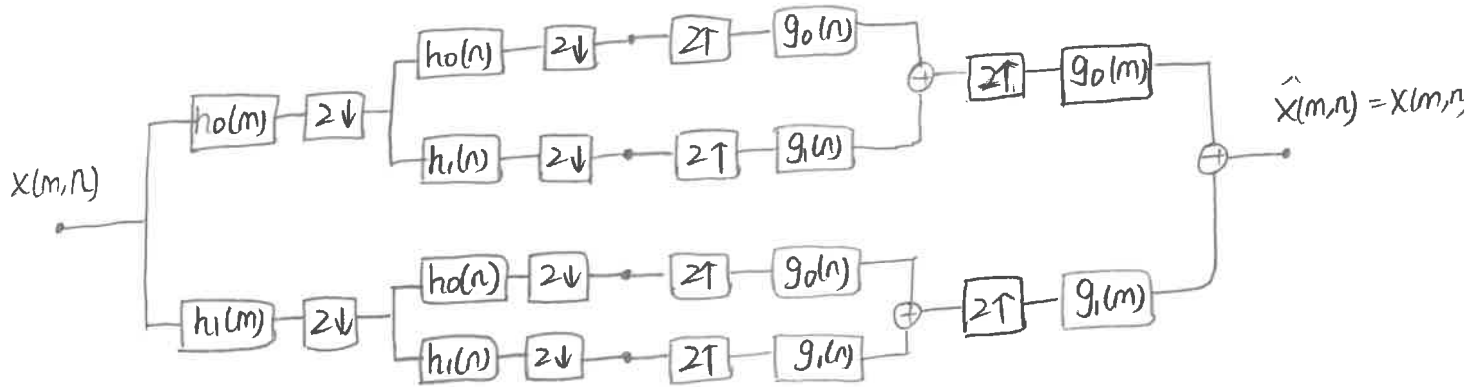 h₀(n) 2↓ 2↑ g₀(n)
h₀(m) 2↓ + 2↑ g₀(m)
h₁(n) 2↓ 2↑ g₁(n)
x̂(m,n) = x(m,n)
x(m,n) +
h₀(n) 2↓ 2↑ g₀(n)
h₁(m) 2↓ + 2↑ g₁(m)
h₁(n) 2↓ 2↑ g₁(n)